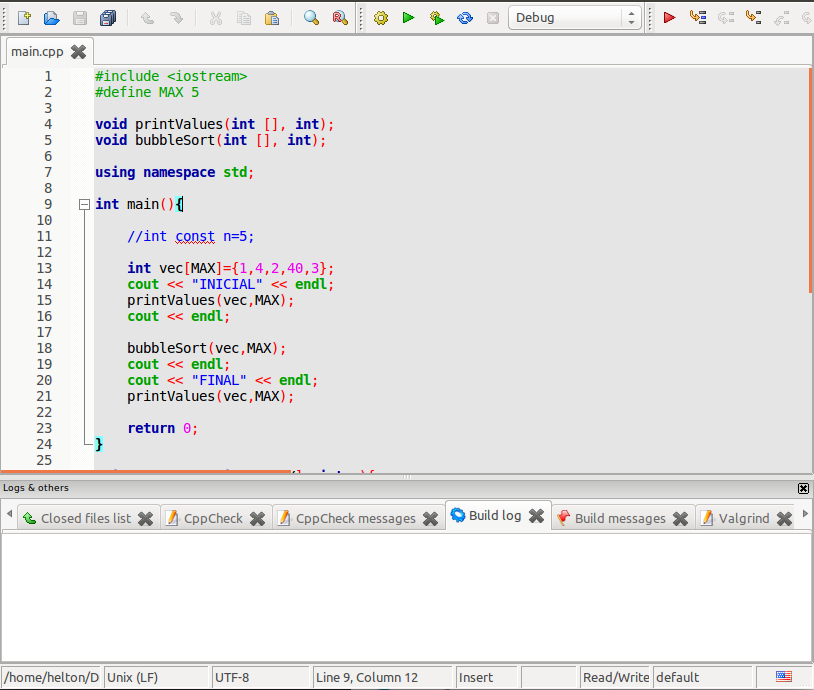 Debug
main.cpp
1 #include <iostream>
2 #define MAX 5
3
4 void printValues(int [], int);
5 void bubbleSort(int [], int);
6
7 using namespace std;
8
9 int main(){
10
11 //int const n=5;
12
13 int vec[MAX]={1,4,2,40,3};
14 cout << "INICIAL" << endl;
15 printValues(vec,MAX);
16 cout << endl;
17
18 bubbleSort(vec,MAX);
19 cout << endl;
20 cout << "FINAL" << endl;
21 printValues(vec,MAX);
22
23 return 0;
24 }
25
Logs & others
Closed files list CppCheck CppCheck messages Build log Build messages Valgrind
/home/helton/D Unix (LF) UTF-8 Line 9, Column 12 Insert Read/Write default